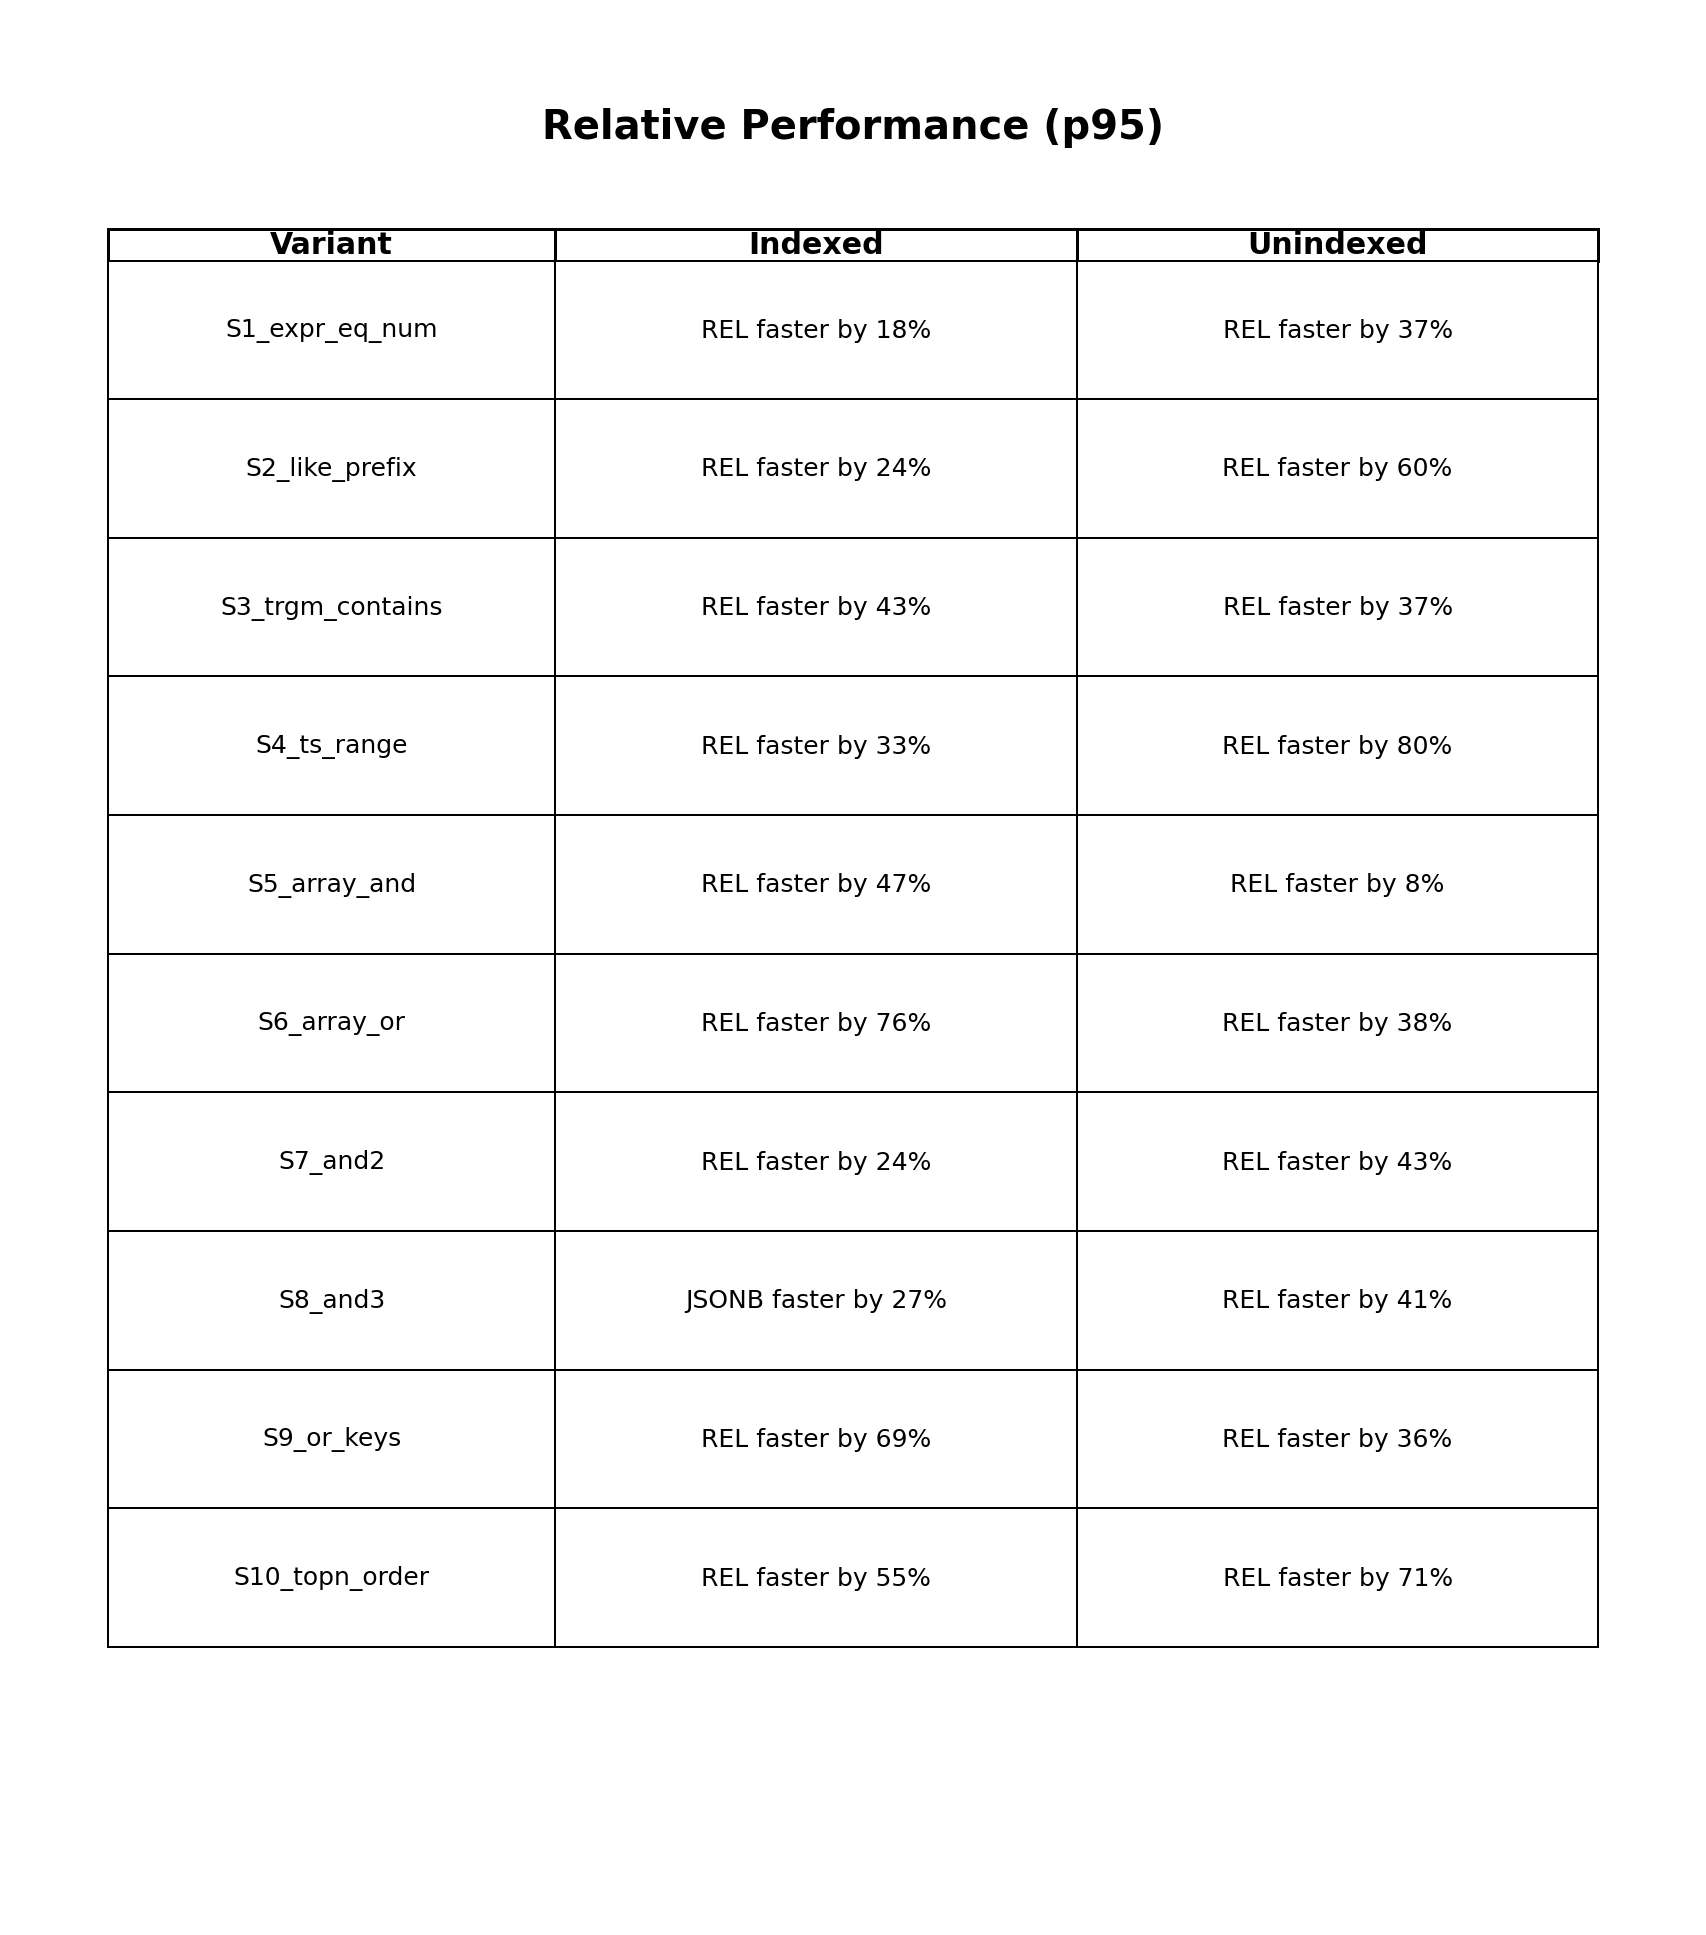 Relative Performance (p95)
Variant Indexed Unindexed
S1_expr_eq_num REL faster by 18% REL faster by 37%
S2_like_prefix REL faster by 24% REL faster by 60%
S3_trgm_contains REL faster by 43% REL faster by 37%
S4_ts_range REL faster by 33% REL faster by 80%
S5_array_and REL faster by 47% REL faster by 8%
S6_array_or REL faster by 76% REL faster by 38%
S7_and2 REL faster by 24% REL faster by 43%
S8_and3 JSONB faster by 27% REL faster by 41%
S9_or_keys REL faster by 69% REL faster by 36%
S10_topn_order REL faster by 55% REL faster by 71%